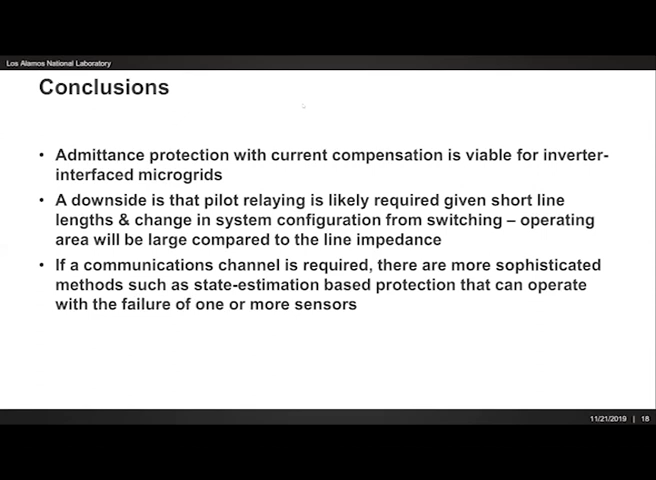 Los Alamos National Laboratory
Conclusions
• Admittance protection with current compensation is viable for inverter-
interfaced microgrids
• A downside is that pilot relaying is likely required given short line
lengths & change in system configuration from switching – operating
area will be large compared to the line impedance
• If a communications channel is required, there are more sophisticated
methods such as state-estimation based protection that can operate
with the failure of one or more sensors
11/21/2019 | 18